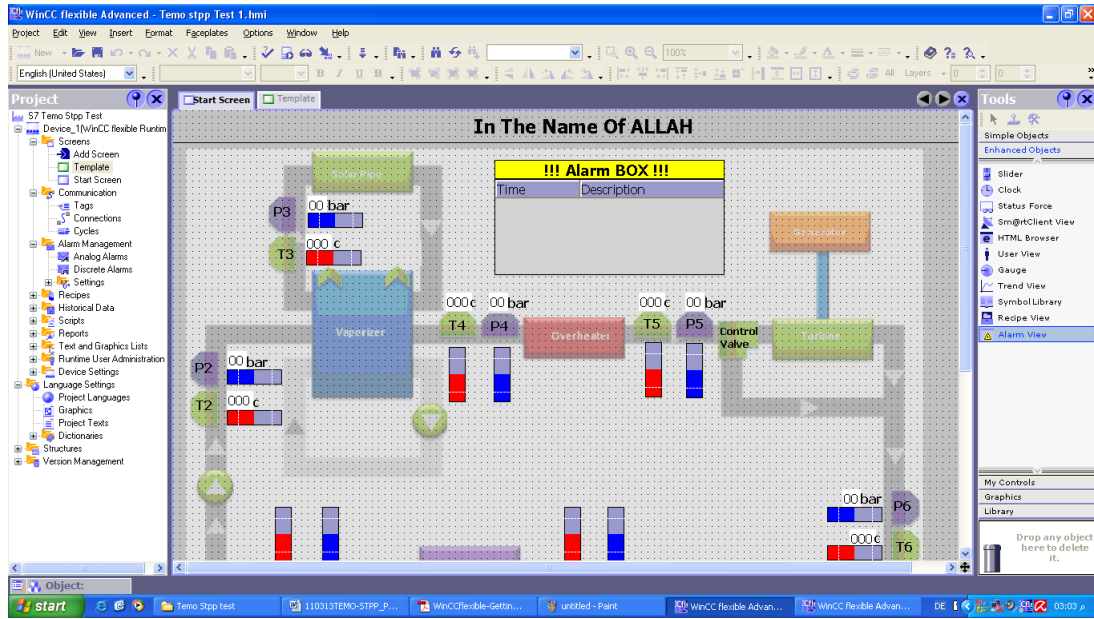 WinCC flexible Advanced - Temo stpp Test 1.hmi
Project Edit View Insert Format Faceplates Options Window Help
New 100%
English (United States) B I U All Layers 0 0
Project
S7 Temo Stpp Test
Device_1(WinCC flexible Runtim
Screens
Add Screen
Template
Start Screen
Communication
Tags
Connections
Cycles
Alarm Management
Analog Alarms
Discrete Alarms
Settings
Recipes
Historical Data
Scripts
Reports
Text and Graphics Lists
Runtime User Administration
Device Settings
Language Settings
Project Languages
Graphics
Project Texts
Dictionaries
Structures
Version Management
Start Screen Template
In The Name Of ALLAH
Solar Pipe
!!! Alarm BOX !!!
Time Description
P3 00 bar
T3 000 c
Generator
Vaporizer
000 c 00 bar
T4 P4
Overheater
000 c 00 bar
T5 P5
Control
Valve
Turbine
P2 00 bar
T2 000 c
00 bar P6
000 c T6
Tools
Simple Objects
Enhanced Objects
Slider
Clock
Status Force
Sm@rtClient View
HTML Browser
User View
Gauge
Trend View
Symbol Library
Recipe View
Alarm View
My Controls
Graphics
Library
Drop any object
here to delete
it.
Object:
start Temo Stpp test 110313TEMO-STPP_P... WinCCflexible-Gettin... untitled - Paint WinCC flexible Advan... WinCC flexible Advan... DE 03:03 م